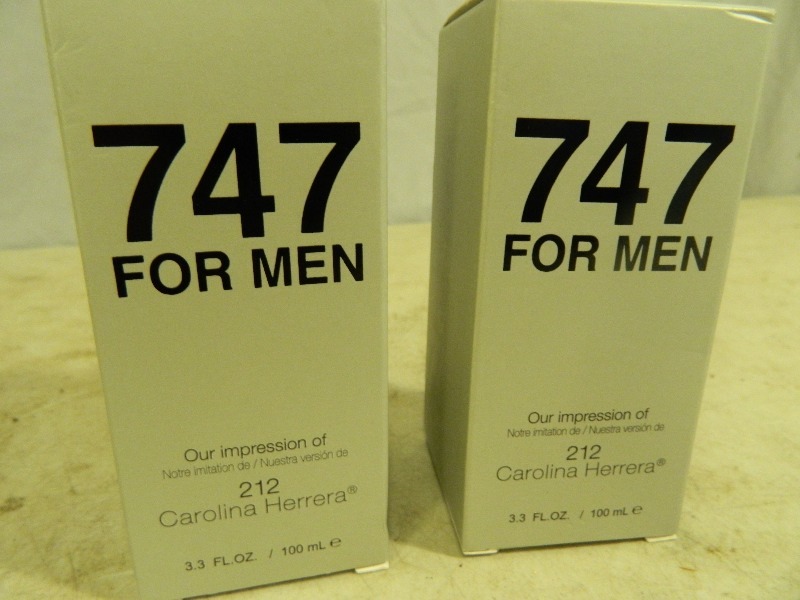 747
FOR MEN
Our impression of
Notre imitation de / Nuestra versión de
212
Carolina Herrera®
3.3 FL.OZ. / 100 mL ℮
747
FOR MEN
Our impression of
Notre imitation de / Nuestra versión de
212
Carolina Herrera®
3.3 FL.OZ. / 100 mL ℮